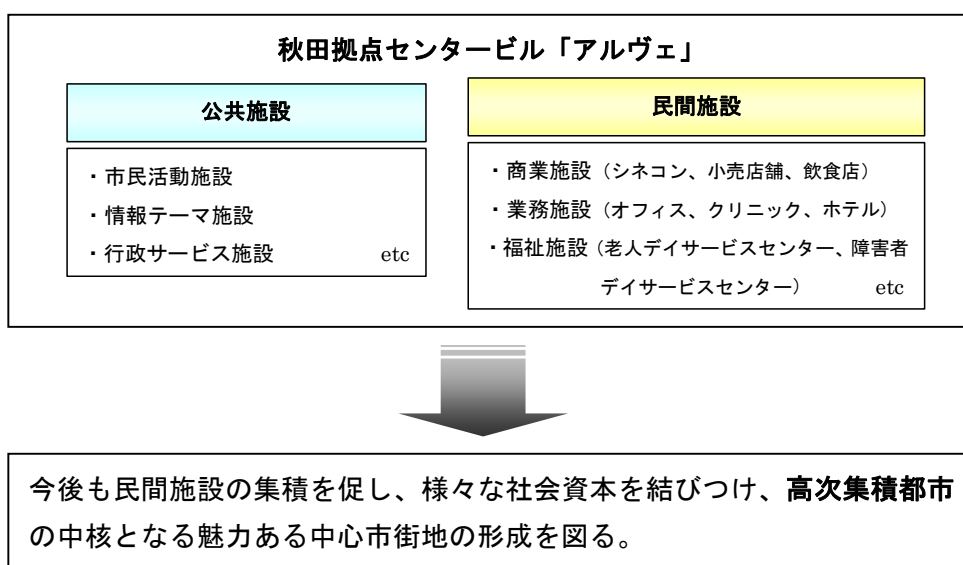 秋田拠点センタービル「アルヴェ」
公共施設
・市民活動施設
・情報テーマ施設
・行政サービス施設 etc
民間施設
・商業施設（シネコン、小売店舗、飲食店）
・業務施設（オフィス、クリニック、ホテル）
・福祉施設（老人デイサービスセンター、障害者
デイサービスセンター） etc
今後も民間施設の集積を促し、様々な社会資本を結びつけ、高次集積都市
の中核となる魅力ある中心市街地の形成を図る。